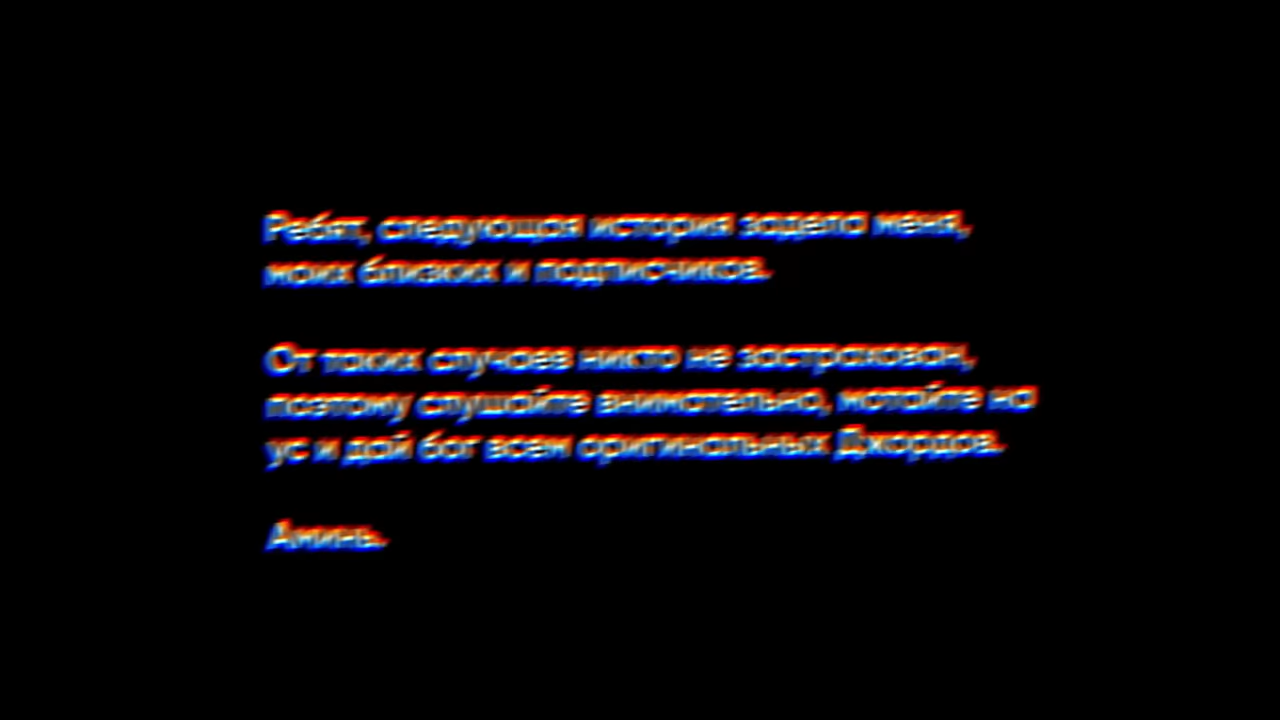 Ребят, следующая история задела меня,
моих близких и подписчиков.
От таких случаев никто не застрахован,
поэтому слушайте внимательно, мотайте на
ус и дай бог всем оригинальных Джордов.
Аминь.